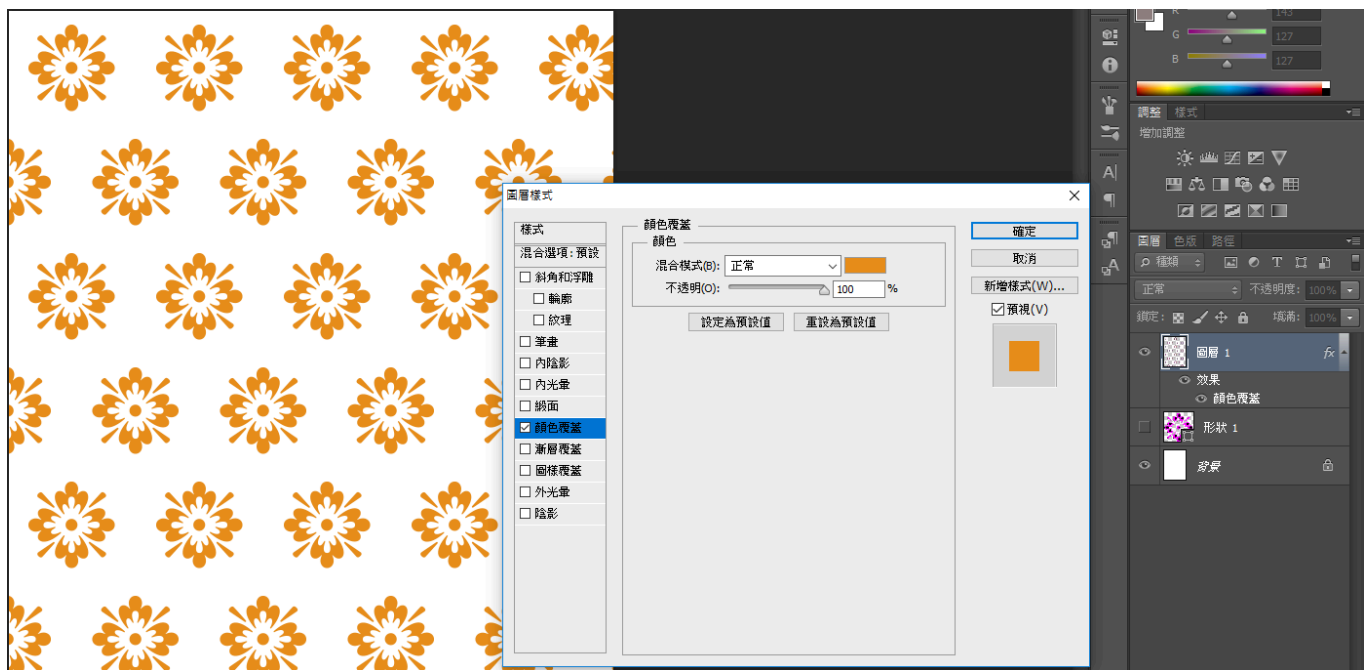 圖層樣式
樣式
混合選項:預設
斜角和浮雕
輪廓
紋理
筆畫
內陰影
內光暈
緞面
顏色覆蓋
漸層覆蓋
圖樣覆蓋
外光暈
陰影
顏色覆蓋
顏色
混合模式(B): 正常
不透明(O): 100 %
設定為預設值 重設為預設值
確定
取消
新增樣式(W)...
預視(V)
R 143
G 127
B 127
調整 樣式
增加調整
圖層 色版 路徑
種類
正常 不透明度: 100%
鎖定: 填滿: 100%
圖層 1 fx
效果
顏色覆蓋
形狀 1
背景